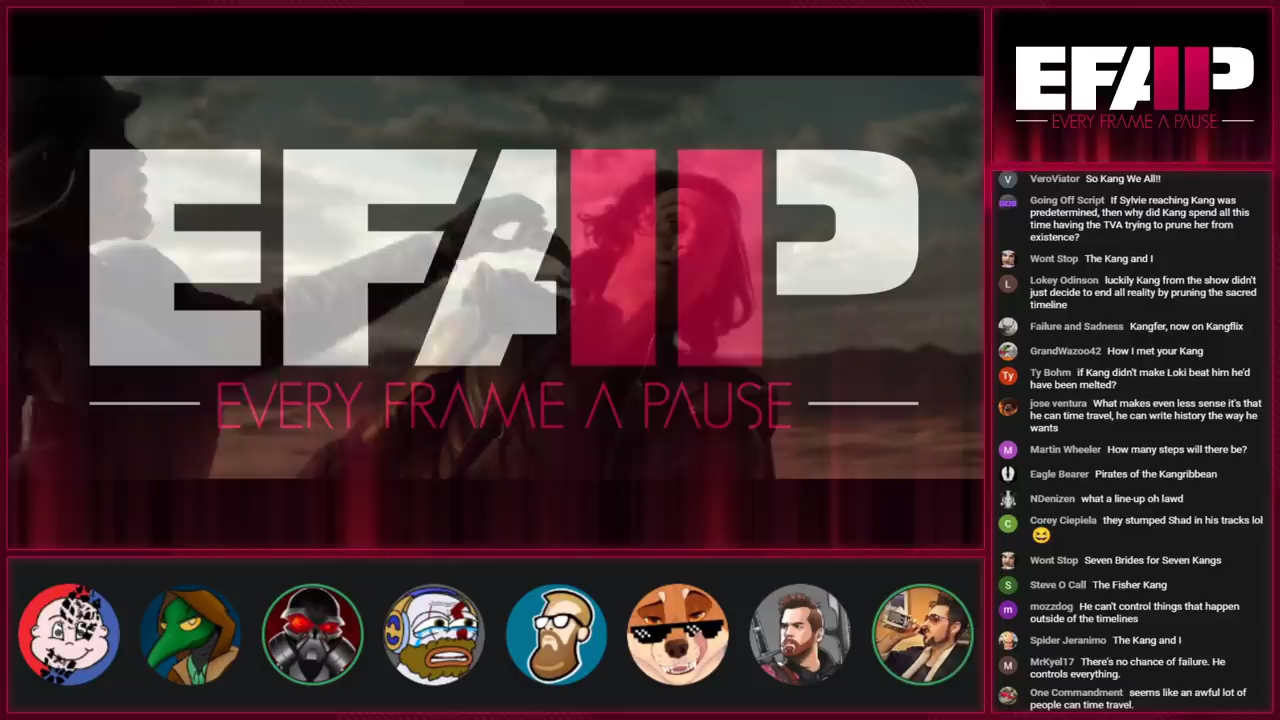 EFAP
EVERY FRAME A PAUSE
EFAP
EVERY FRAME A PAUSE
V VeroViator So Kang We All!!
BDS Going Off Script If Sylvie reaching Kang was
predetermined, then why did Kang spend all this
time having the TVA trying to prune her from
existence?
Wont Stop The Kang and I
L Lokey Odinson luckily Kang from the show didn't
just decide to end all reality by pruning the sacred
timeline
Failure and Sadness Kangfer, now on Kangflix
GrandWazoo42 How I met your Kang
Ty Ty Bohm if Kang didn't make Loki beat him he'd
have been melted?
jose ventura What makes even less sense it's that
he can time travel, he can write history the way he
wants
M Martin Wheeler How many steps will there be?
Eagle Bearer Pirates of the Kangribbean
NDenizen what a line-up oh lawd
C Corey Ciepiela they stumped Shad in his tracks lol
Wont Stop Seven Brides for Seven Kangs
S Steve O Call The Fisher Kang
m mozzdog He can't control things that happen
outside of the timelines
Spider Jeranimo The Kang and I
M MrKyel17 There's no chance of failure. He
controls everything.
One Commandment seems like an awful lot of
people can time travel.